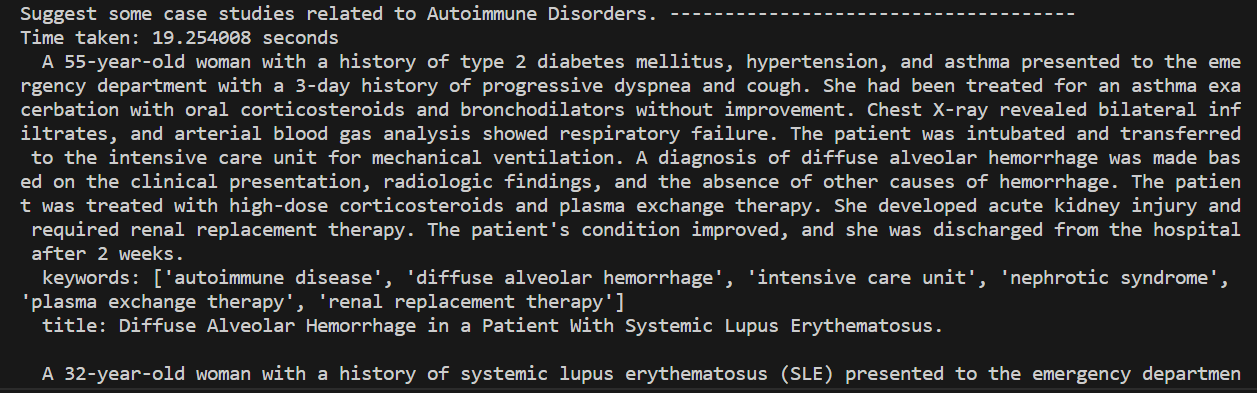 Suggest some case studies related to Autoimmune Disorders. -------------------------------------
Time taken: 19.254008 seconds
A 55-year-old woman with a history of type 2 diabetes mellitus, hypertension, and asthma presented to the eme
rgency department with a 3-day history of progressive dyspnea and cough. She had been treated for an asthma exa
cerbation with oral corticosteroids and bronchodilators without improvement. Chest X-ray revealed bilateral inf
iltrates, and arterial blood gas analysis showed respiratory failure. The patient was intubated and transferred
to the intensive care unit for mechanical ventilation. A diagnosis of diffuse alveolar hemorrhage was made bas
ed on the clinical presentation, radiologic findings, and the absence of other causes of hemorrhage. The patien
t was treated with high-dose corticosteroids and plasma exchange therapy. She developed acute kidney injury and
required renal replacement therapy. The patient's condition improved, and she was discharged from the hospital
after 2 weeks.
keywords: ['autoimmune disease', 'diffuse alveolar hemorrhage', 'intensive care unit', 'nephrotic syndrome',
'plasma exchange therapy', 'renal replacement therapy']
title: Diffuse Alveolar Hemorrhage in a Patient With Systemic Lupus Erythematosus.
A 32-year-old woman with a history of systemic lupus erythematosus (SLE) presented to the emergency departmen